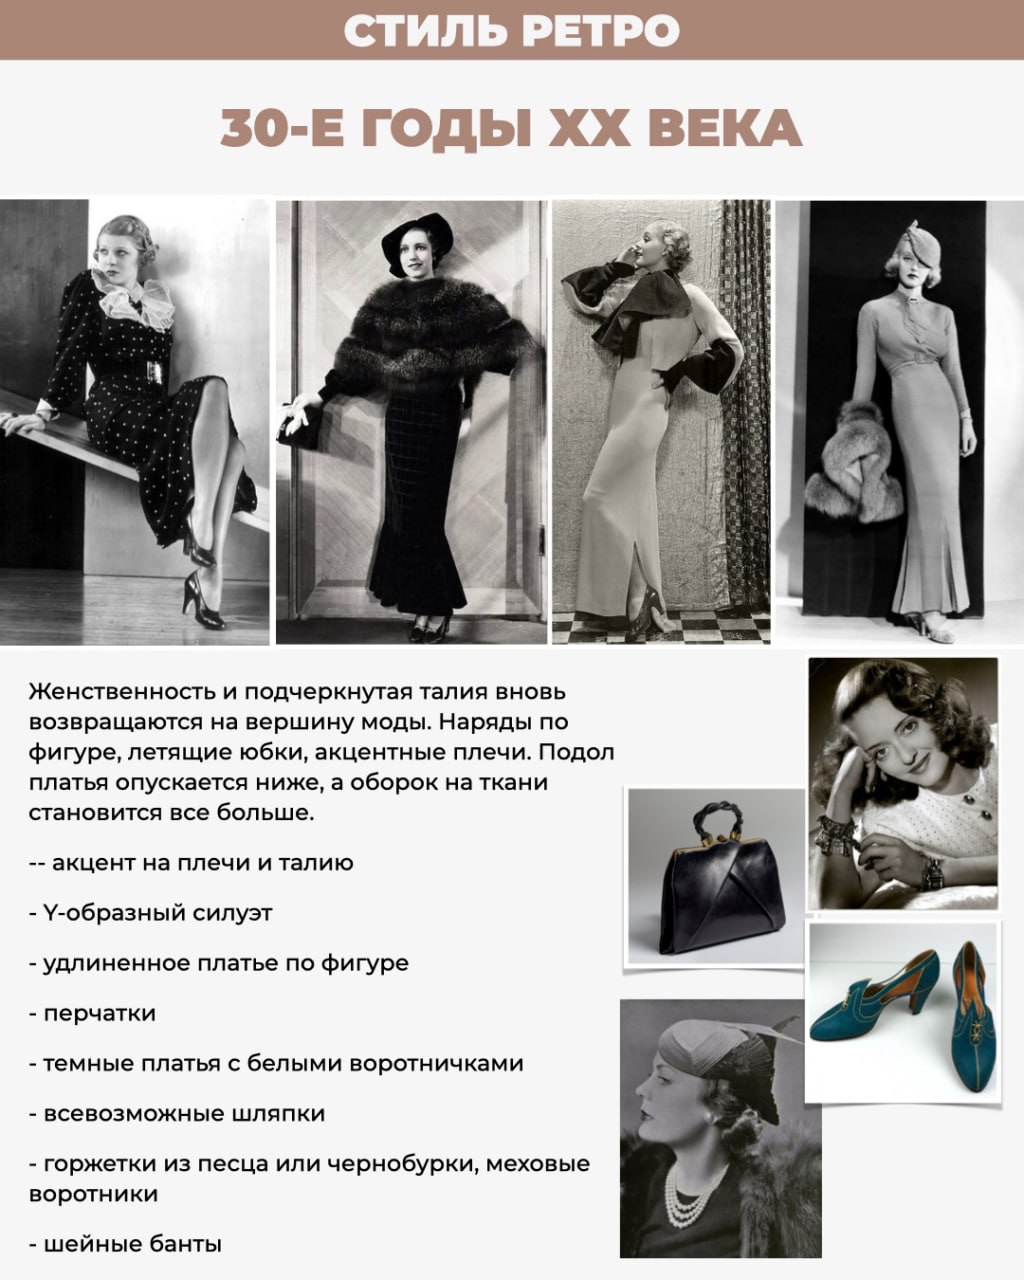 СТИЛЬ РЕТРО
30-Е ГОДЫ XX ВЕКА
Женственность и подчеркнутая талия вновь
возвращаются на вершину моды. Наряды по
фигуре, летящие юбки, акцентные плечи. Подол
платья опускается ниже, а оборок на ткани
становится все больше.
-- акцент на плечи и талию
- Y-образный силуэт
- удлиненное платье по фигуре
- перчатки
- темные платья с белыми воротничками
- всевозможные шляпки
- горжетки из песца или чернобурки, меховые
воротники
- шейные банты